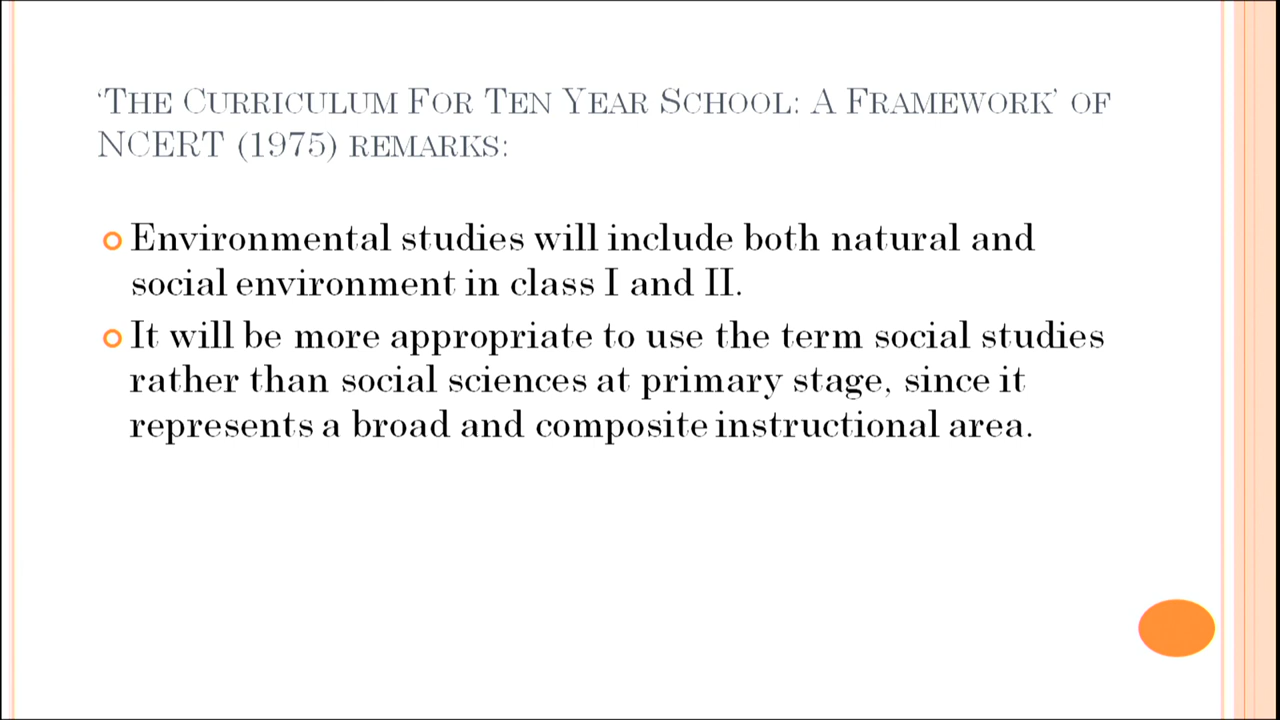 ‘The Curriculum For Ten Year School: A Framework’ of
NCERT (1975) remarks:
Environmental studies will include both natural and
social environment in class I and II.
It will be more appropriate to use the term social studies
rather than social sciences at primary stage, since it
represents a broad and composite instructional area.